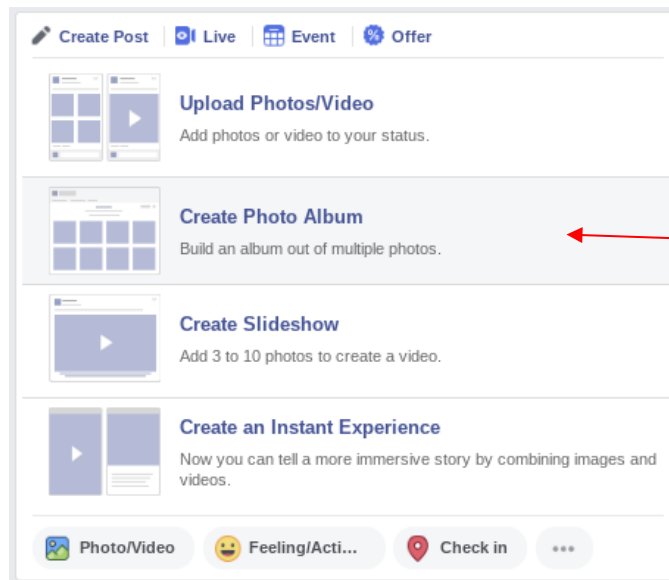 Create Post Live Event Offer
Upload Photos/Video
Add photos or video to your status.
Create Photo Album
Build an album out of multiple photos.
Create Slideshow
Add 3 to 10 photos to create a video.
Create an Instant Experience
Now you can tell a more immersive story by combining images and
videos.
Photo/Video Feeling/Acti... Check in